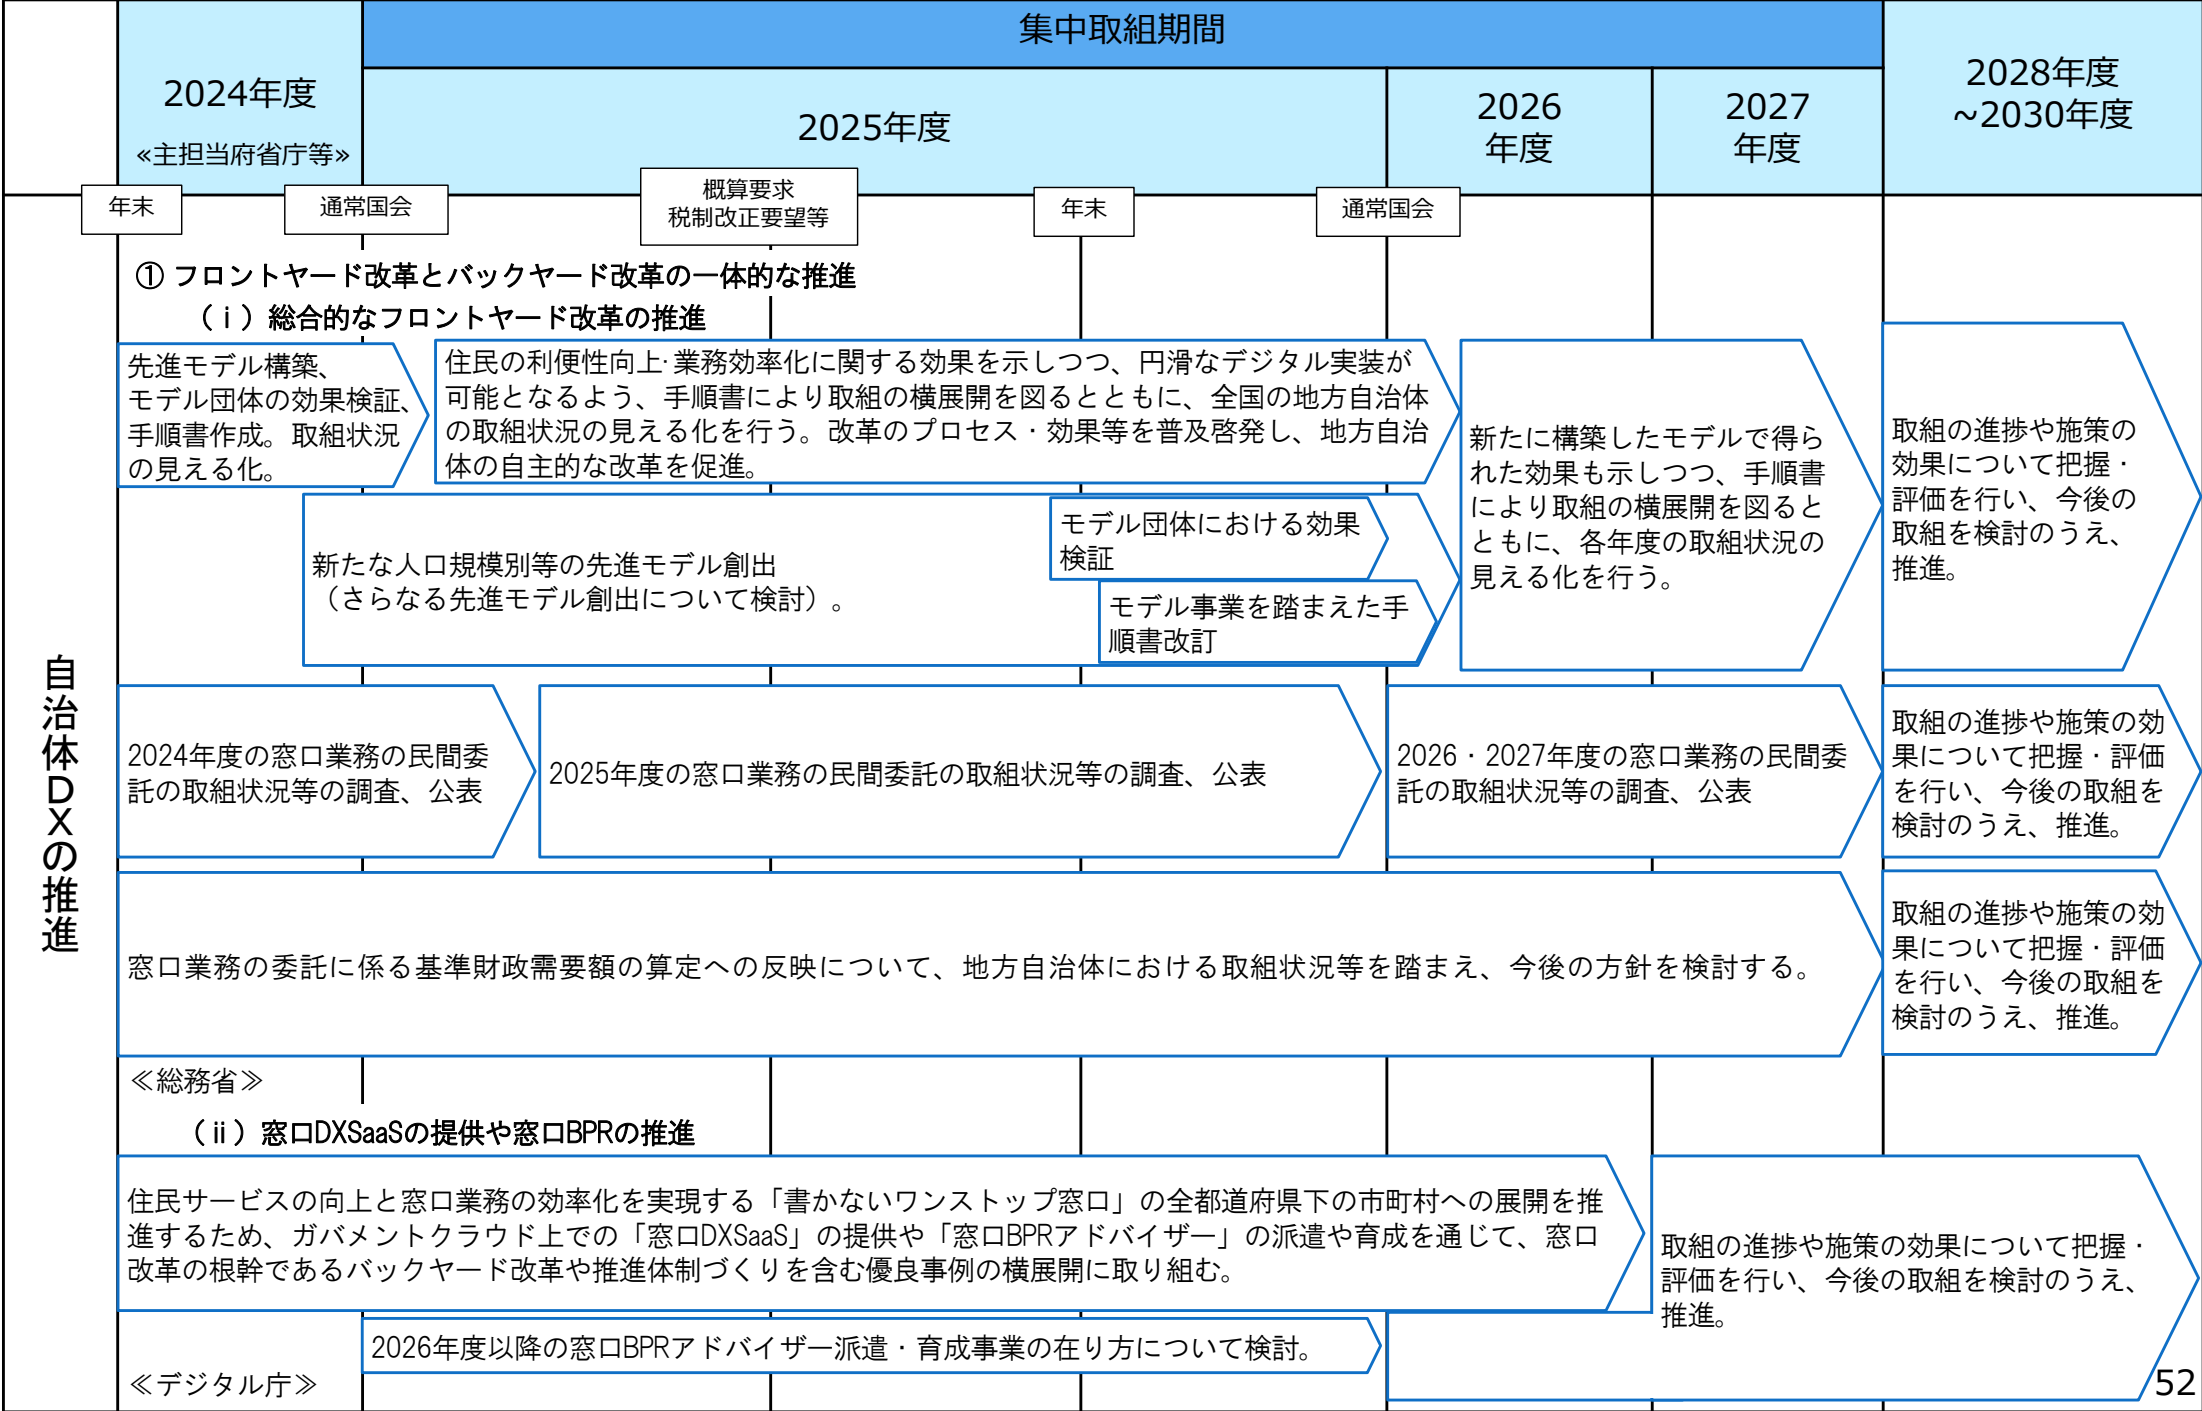 集中取組期間
2024年度
≪主担当府省庁等≫
2025年度
2026
年度
2027
年度
2028年度
~2030年度
年末
通常国会
概算要求
税制改正要望等
年末
通常国会
自治体DXの推進
① フロントヤード改革とバックヤード改革の一体的な推進
（ⅰ）総合的なフロントヤード改革の推進
先進モデル構築、
モデル団体の効果検証、
手順書作成。取組状況
の見える化。
住民の利便性向上･業務効率化に関する効果を示しつつ、円滑なデジタル実装が
可能となるよう、手順書により取組の横展開を図るとともに、全国の地方自治体
の取組状況の見える化を行う。改革のプロセス・効果等を普及啓発し、地方自治
体の自主的な改革を促進。
新たな人口規模別等の先進モデル創出
（さらなる先進モデル創出について検討）。
モデル団体における効果
検証
モデル事業を踏まえた手
順書改訂
新たに構築したモデルで得ら
れた効果も示しつつ、手順書
により取組の横展開を図ると
ともに、各年度の取組状況の
見える化を行う。
取組の進捗や施策の
効果について把握・
評価を行い、今後の
取組を検討のうえ、
推進。
2024年度の窓口業務の民間委
託の取組状況等の調査、公表
2025年度の窓口業務の民間委託の取組状況等の調査、公表
2026・2027年度の窓口業務の民間委
託の取組状況等の調査、公表
取組の進捗や施策の効
果について把握・評価
を行い、今後の取組を
検討のうえ、推進。
窓口業務の委託に係る基準財政需要額の算定への反映について、地方自治体における取組状況等を踏まえ、今後の方針を検討する。
取組の進捗や施策の効
果について把握・評価
を行い、今後の取組を
検討のうえ、推進。
≪総務省≫
（ⅱ）窓口DXSaaSの提供や窓口BPRの推進
住民サービスの向上と窓口業務の効率化を実現する「書かないワンストップ窓口」の全都道府県下の市町村への展開を推
進するため、ガバメントクラウド上での「窓口DXSaaS」の提供や「窓口BPRアドバイザー」の派遣や育成を通じて、窓口
改革の根幹であるバックヤード改革や推進体制づくりを含む優良事例の横展開に取り組む。
取組の進捗や施策の効果について把握・
評価を行い、今後の取組を検討のうえ、
推進。
2026年度以降の窓口BPRアドバイザー派遣・育成事業の在り方について検討。
≪デジタル庁≫
52